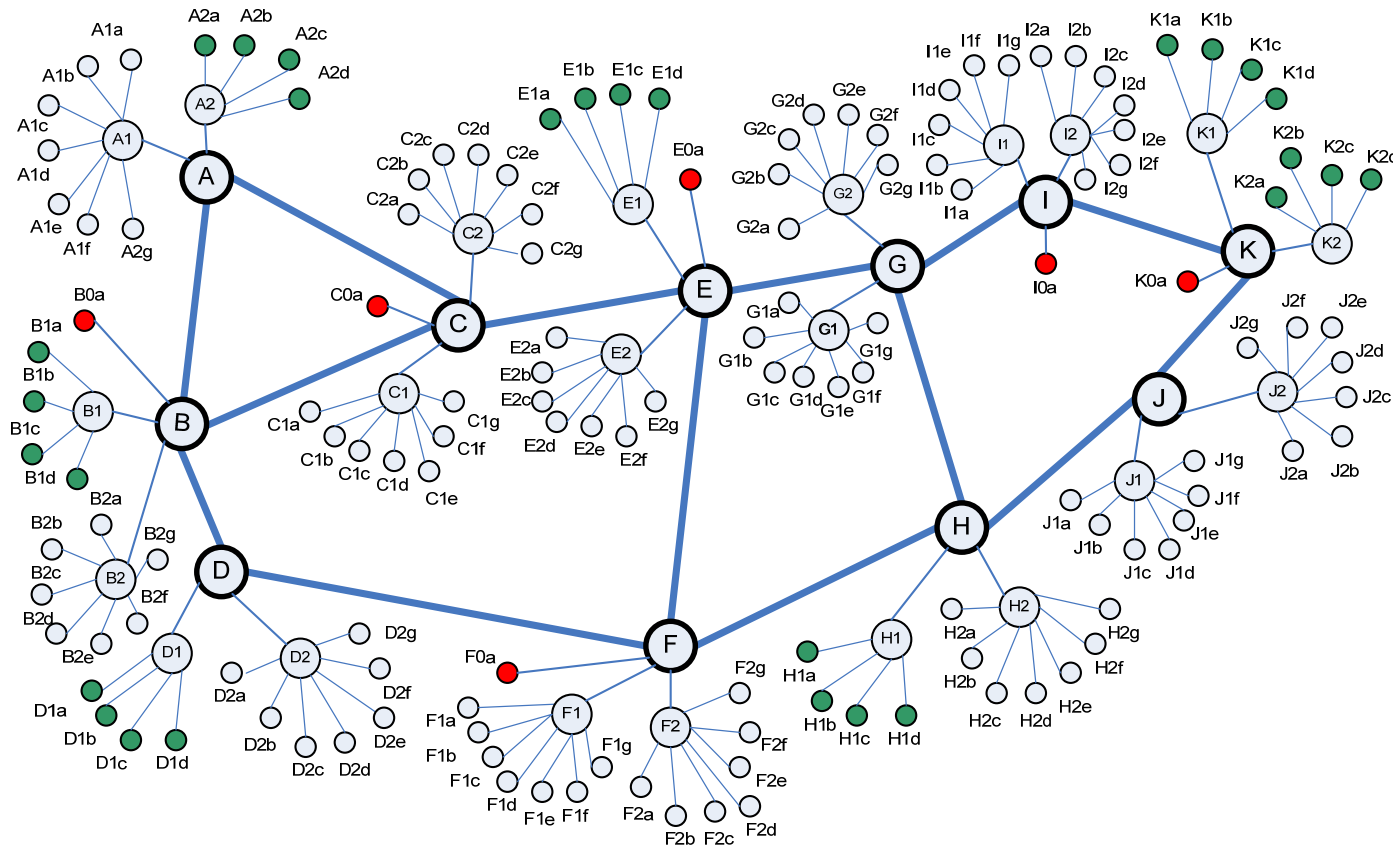 A1a
A1b
A1c
A1d
A1e
A1f
A2g
A1
A2a
A2b
A2c
A2d
A2
A
B0a
B1a
B1b
B1c
B1d
B1
B
B2a
B2b
B2c
B2d
B2e
B2f
B2g
B2
C2a
C2b
C2c
C2d
C2e
C2f
C2g
C2
C0a
C
C1
C1a
C1b
C1c
C1d
C1e
C1f
C1g
D
D1
D1a
D1b
D1c
D1d
D2
D2a
D2b
D2c
D2d
D2e
D2f
D2g
E1a
E1b
E1c
E1d
E1
E0a
E
E2
E2a
E2b
E2c
E2d
E2e
E2f
E2g
F
F0a
F1
F1a
F1b
F1c
F1d
F1e
F1f
F1g
F2
F2a
F2b
F2c
F2d
F2e
F2f
F2g
G2a
G2b
G2c
G2d
G2e
G2f
G2g
G2
G
G1
G1a
G1b
G1c
G1d
G1e
G1f
G1g
H
H1
H1a
H1b
H1c
H1d
H2
H2a
H2b
H2c
H2d
H2e
H2f
H2g
I1a
I1b
I1c
I1d
I1e
I1f
I1g
I1
I2a
I2b
I2c
I2d
I2e
I2f
I2g
I2
I
I0a
J
J1
J1a
J1b
J1c
J1d
J1e
J1f
J1g
J2
J2a
J2b
J2c
J2d
J2e
J2f
J2g
K1a
K1b
K1c
K1d
K1
K2a
K2b
K2c
K2d
K2
K
K0a